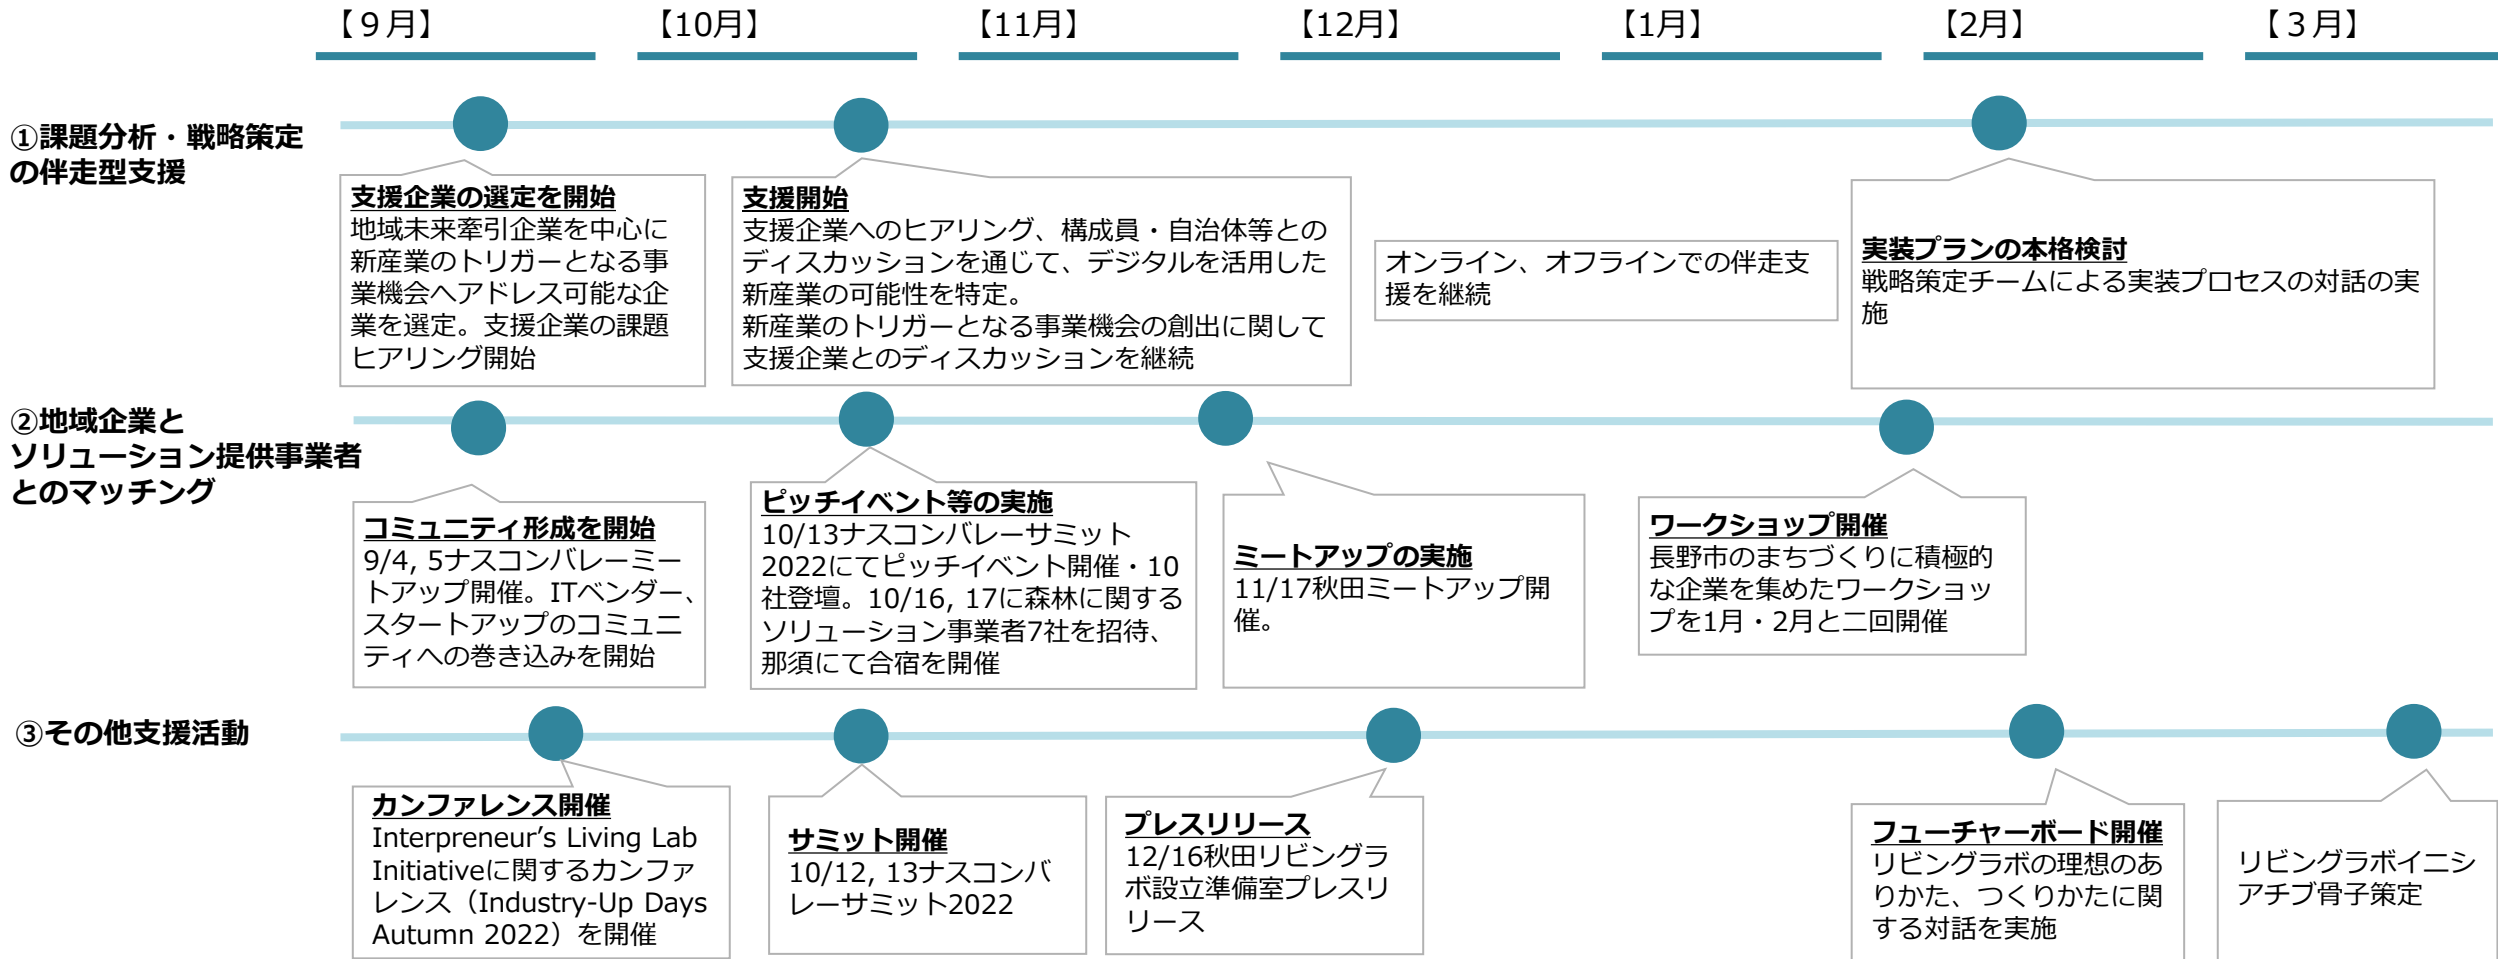 【９月】
【10月】
【11月】
【12月】
【1月】
【2月】
【３月】
①課題分析・戦略策定
の伴走型支援
支援企業の選定を開始
地域未来牽引企業を中心に
新産業のトリガーとなる事
業機会へアドレス可能な企
業を選定。支援企業の課題
ヒアリング開始
支援開始
支援企業へのヒアリング、構成員・自治体等との
ディスカッションを通じて、デジタルを活用した
新産業の可能性を特定。
新産業のトリガーとなる事業機会の創出に関して
支援企業とのディスカッションを継続
オンライン、オフラインでの伴走支
援を継続
実装プランの本格検討
戦略策定チームによる実装プロセスの対話の実
施
②地域企業と
ソリューション提供事業者
とのマッチング
コミュニティ形成を開始
9/4, 5ナスコンバレーミー
トアップ開催。ITベンダー、
スタートアップのコミュニ
ティへの巻き込みを開始
ピッチイベント等の実施
10/13ナスコンバレーサミット
2022にてピッチイベント開催・10
社登壇。10/16, 17に森林に関する
ソリューション事業者7社を招待、
那須にて合宿を開催
ミートアップの実施
11/17秋田ミートアップ開
催。
ワークショップ開催
長野市のまちづくりに積極的
な企業を集めたワークショッ
プを1月・2月と二回開催
③その他支援活動
カンファレンス開催
Interpreneur’s Living Lab
Initiativeに関するカンファ
レンス（Industry-Up Days
Autumn 2022）を開催
サミット開催
10/12, 13ナスコンバ
レーサミット2022
プレスリリース
12/16秋田リビングラ
ボ設立準備室プレスリ
リース
フューチャーボード開催
リビングラボの理想のあ
りかた、つくりかたに関
する対話を実施
リビングラボイニシ
アチブ骨子策定